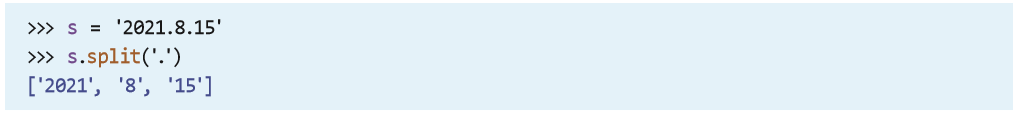 >>> s = '2021.8.15'
>>> s.split('.')
['2021', '8', '15']